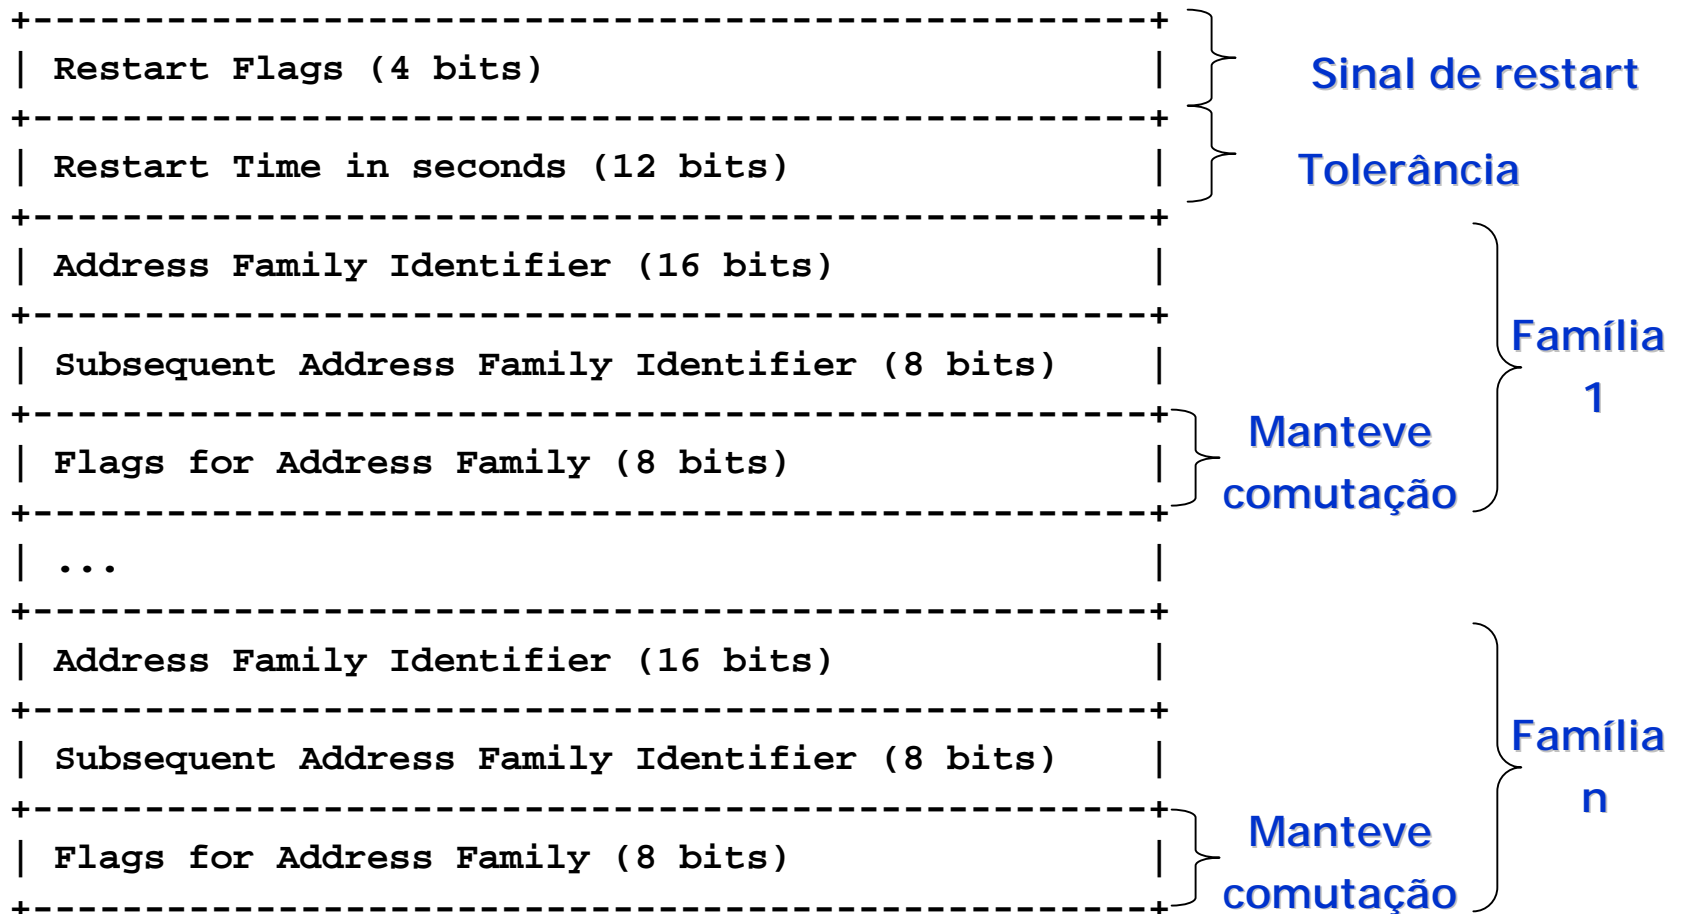 +---------------------------------------------------+
| Restart Flags (4 bits) |
Sinal de restart
+---------------------------------------------------+
| Restart Time in seconds (12 bits) |
Tolerância
+---------------------------------------------------+
| Address Family Identifier (16 bits) |
+---------------------------------------------------+
| Subsequent Address Family Identifier (8 bits) |
Família
1
+---------------------------------------------------+
| Flags for Address Family (8 bits) |
Manteve
comutação
+---------------------------------------------------+
| ... |
+---------------------------------------------------+
| Address Family Identifier (16 bits) |
+---------------------------------------------------+
| Subsequent Address Family Identifier (8 bits) |
Família
n
+---------------------------------------------------+
| Flags for Address Family (8 bits) |
Manteve
comutação
+---------------------------------------------------+